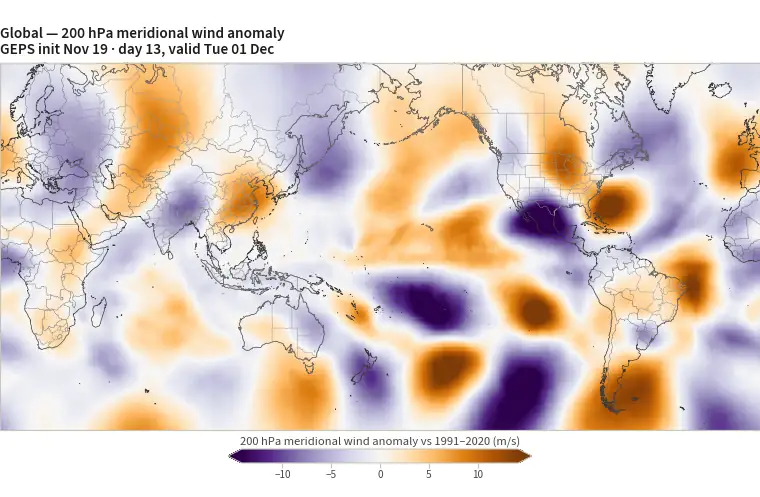 Global — 200 hPa meridional wind anomaly
GEPS init Nov 19 · day 13, valid Tue 01 Dec
200 hPa meridional wind anomaly vs 1991–2020 (m/s)
−10 −5 0 5 10